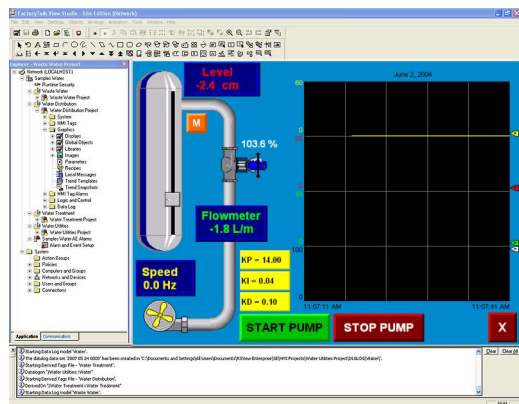 FactoryTalk View Studio - Site Edition (Network)
File Edit View Settings Objects Arrange Animation Tools Window Help
Explorer - Waste Water Project
Network (LOCALHOST)
Samples Water
Runtime Security
Waste Water
Waste Water Project
Water Distribution
Water Distribution Project
System
HMI Tags
Graphics
Displays
Global Objects
Libraries
Images
Parameters
Recipes
Local Messages
Trend Templates
Trend Snapshots
HMI Tag Alarms
Logic and Control
Data Log
Water Treatment
Water Treatment Project
Water Utilities
Water Utilities Project
Samples Water AE Alarms
Alarm and Event Setup
System
Action Groups
Policies
Computers and Groups
Networks and Devices
Users and Groups
Connections
Application Communications
Level
-2.4 cm
M
103.6 %
Flowmeter
-1.8 L/m
Speed
0.0 Hz
KP = 14.00
KI = 0.04
KD = 0.10
START PUMP
STOP PUMP
X
June 2, 2004
60
100
0
11:07:11 AM
11:07:41 AM
Starting Data Log model 'Water'.
Starting Derived Tags File - 'Water Treatment'.
Datalogon '/Water Utilities::Water'
Starting Derived Tags File - 'Water Distribution'.
DerivedOn '/Water Treatment::Water Treatment'
Starting Data Log model 'Waste Water'.
Clear
Clear All